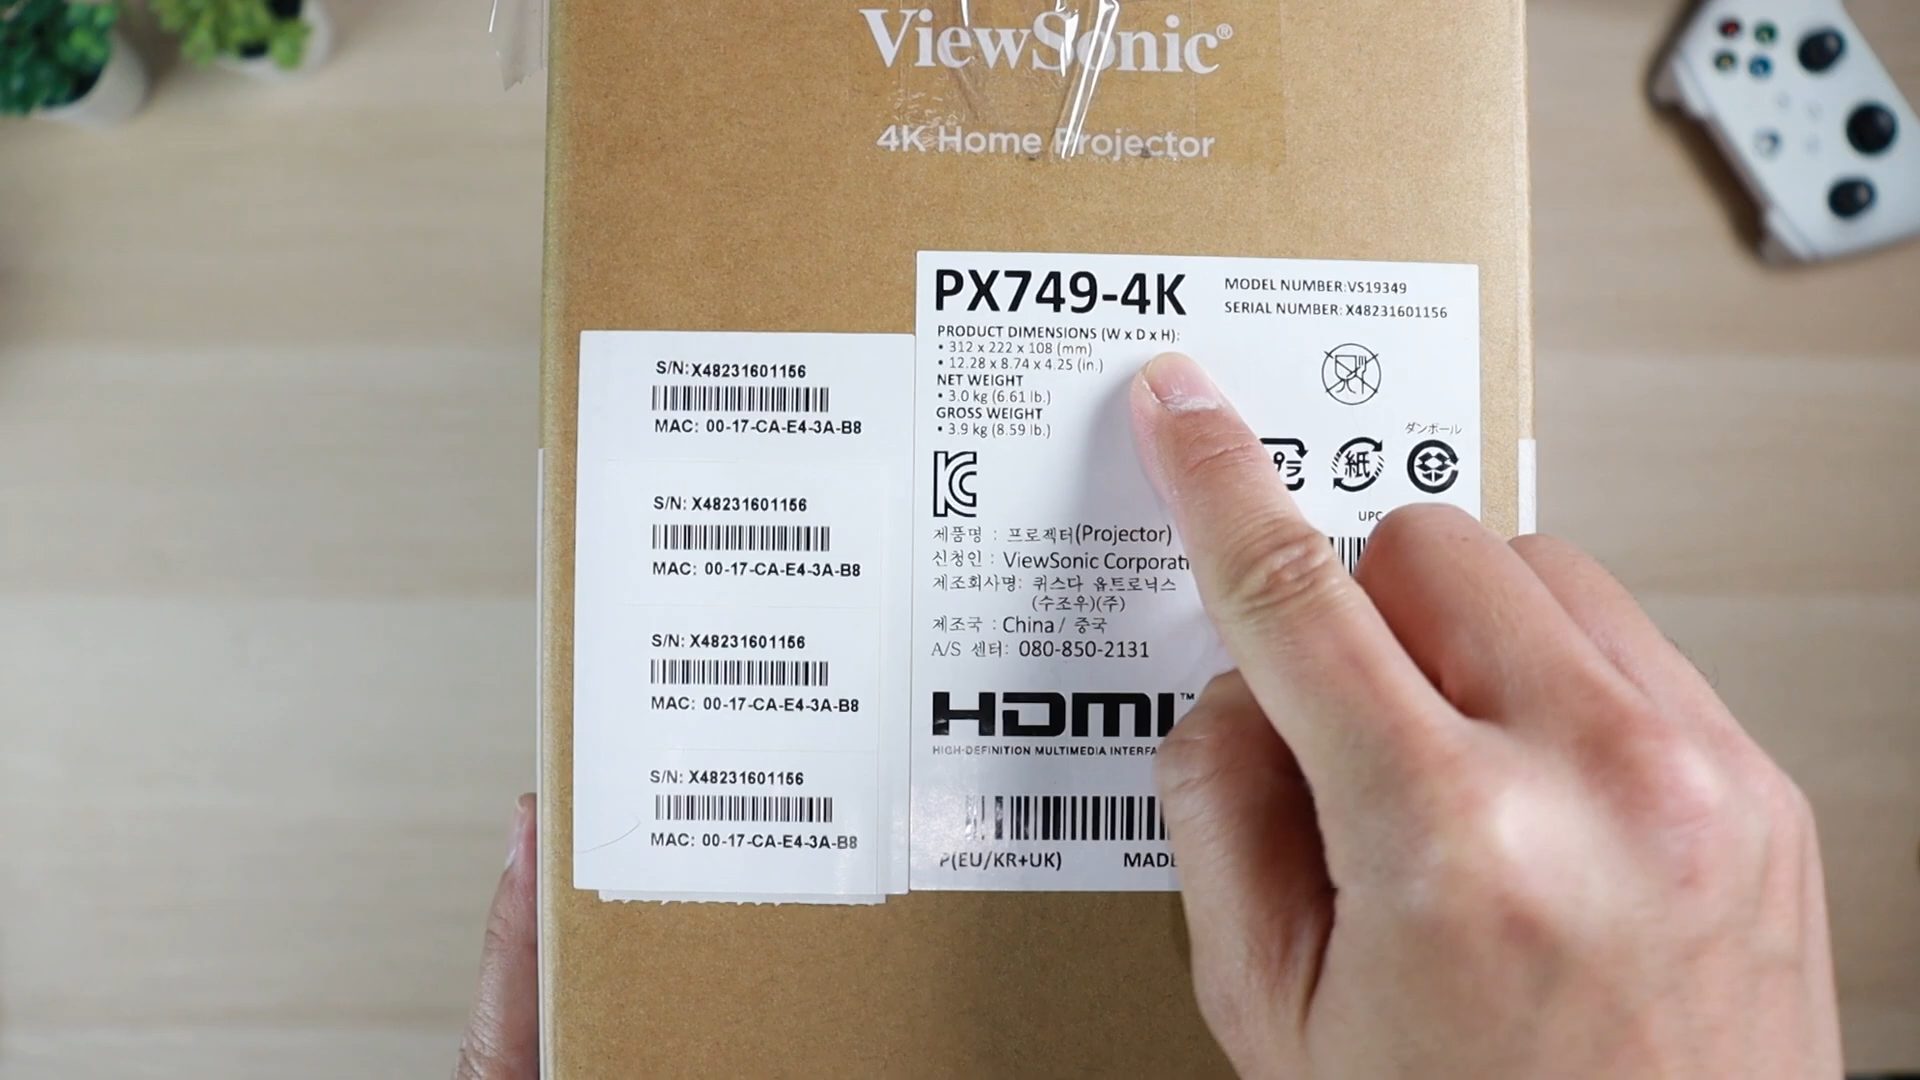 ViewSonic®
4K Home Projector
PX749-4K
MODEL NUMBER:VS19349
SERIAL NUMBER: X48231601156
PRODUCT DIMENSIONS (W x D x H):
• 312 x 222 x 108 (mm)
• 12.28 x 8.74 x 4.25 (in.)
NET WEIGHT
• 3.0 kg (6.61 lb.)
GROSS WEIGHT
• 3.9 kg (8.59 lb.)
ダンボール
プラ
紙
UPC
제품명 : 프로젝터(Projector)
신청인 : ViewSonic
제조회사명: 퀴스다 옵트로닉스
(수조우)(주)
제조국 : China / 중국
A/S 센터: 080-850-2131
HDMI™
HIGH-DEFINITION MULTIMEDIA
P(EU/KR+UK) MADE
S/N: X48231601156
MAC: 00-17-CA-E4-3A-B8
S/N: X48231601156
MAC: 00-17-CA-E4-3A-B8
S/N: X48231601156
MAC: 00-17-CA-E4-3A-B8
S/N: X48231601156
MAC: 00-17-CA-E4-3A-B8